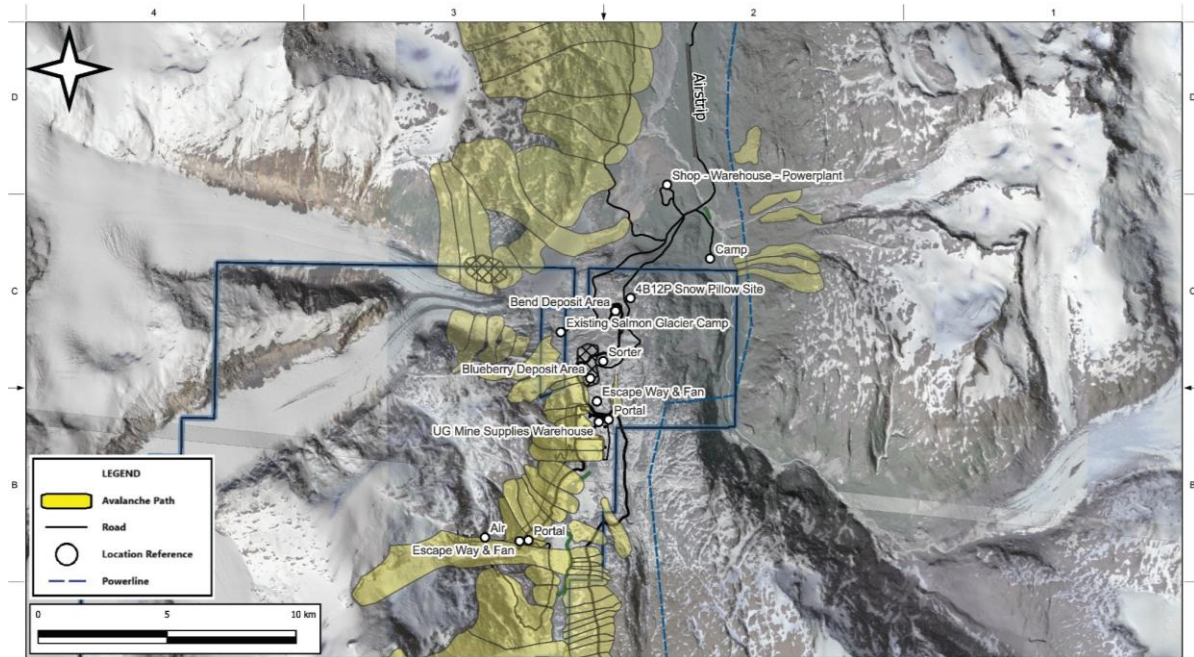 4 3 2 1
D D
Airstrip
Shop - Warehouse - Powerplant
Camp
C C
4B12P Snow Pillow Site
Bend Deposit Area
Existing Salmon Glacier Camp
Sorter
Blueberry Deposit Area
Escape Way & Fan
Portal
UG Mine Supplies Warehouse
B B
Air
Portal
Escape Way & Fan
LEGEND
Avalanche Path
Road
Location Reference
Powerline
0 5 10 km